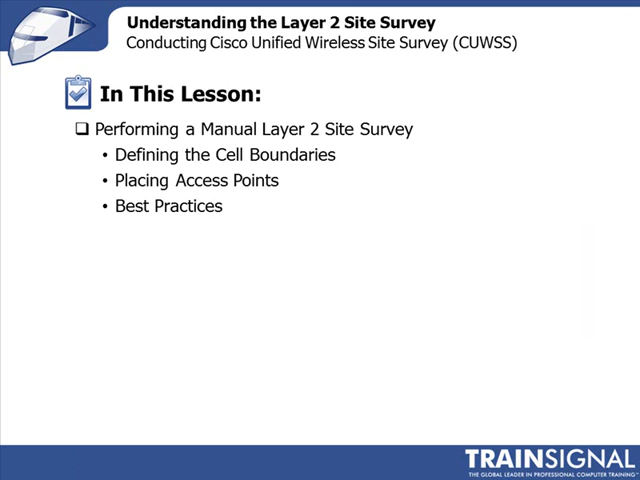 Understanding the Layer 2 Site Survey
Conducting Cisco Unified Wireless Site Survey (CUWSS)
In This Lesson:
❑ Performing a Manual Layer 2 Site Survey
• Defining the Cell Boundaries
• Placing Access Points
• Best Practices
TRAINSIGNAL
THE GLOBAL LEADER IN PROFESSIONAL COMPUTER TRAINING™